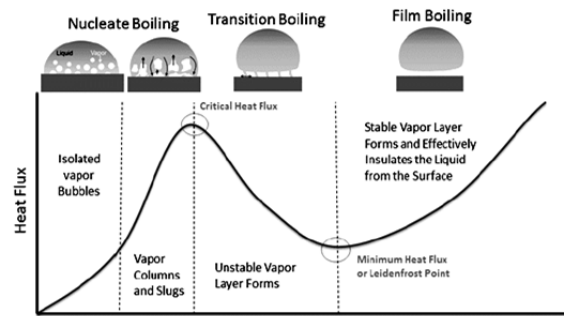 Nucleate Boiling
Transition Boiling
Film Boiling
Liquid
Vapor
Critical Heat Flux
Isolated
vapor
Bubbles
Stable Vapor Layer
Forms and Effectively
Insulates the Liquid
from the Surface
Heat Flux
Vapor
Columns
and Slugs
Unstable Vapor
Layer Forms
Minimum Heat Flux
or Leidenfrost Point